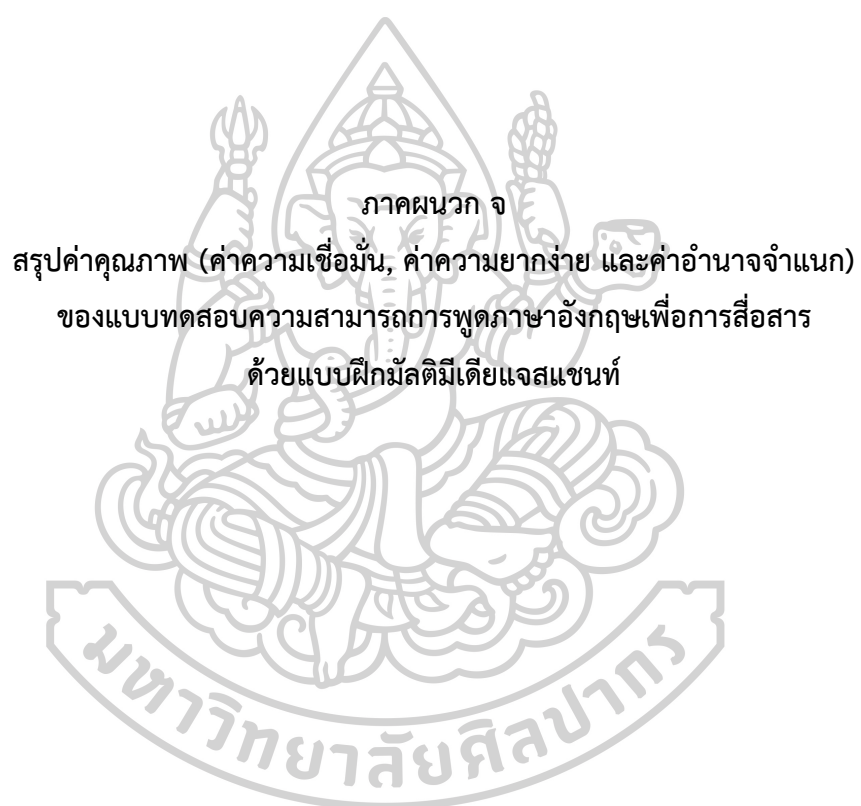 ภาคผนวก จ
สรุปค่าคุณภาพ (ค่าความเชื่อมั่น, ค่าความยากง่าย และค่าอำนาจจำแนก)
ของแบบทดสอบความสามารถการพูดภาษาอังกฤษเพื่อการสื่อสาร
ด้วยแบบฝึกมัลติมีเดียแจสแชนท์
มหาวิทยาลัยศิลปากร